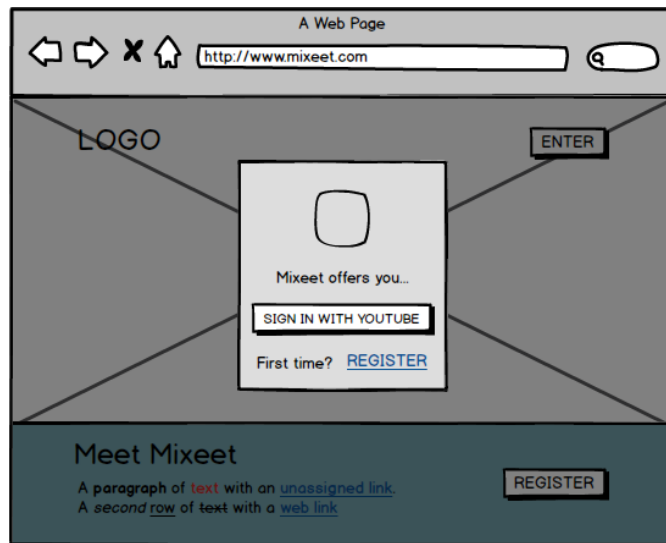 A Web Page
http://www.mixeet.com
LOGO
ENTER
Mixeet offers you...
SIGN IN WITH YOUTUBE
First time? REGISTER
Meet Mixeet
A paragraph of text with an unassigned link.
A second row of text with a web link
REGISTER